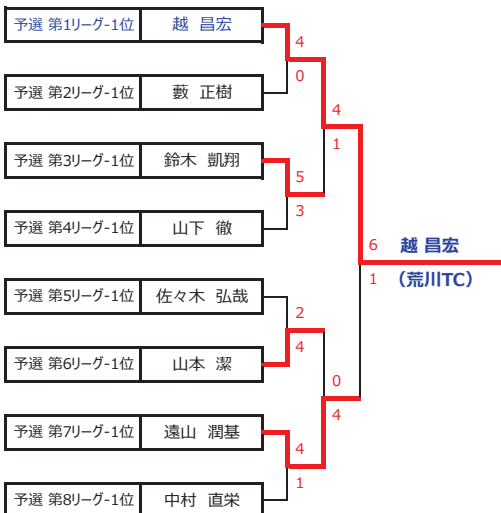 予選 第1リーグ-1位 越 昌宏
4
0
予選 第2リーグ-1位 藪 正樹
4
1
予選 第3リーグ-1位 鈴木 凱翔
5
3
予選 第4リーグ-1位 山下 徹
6 越 昌宏
1 （荒川TC）
予選 第5リーグ-1位 佐々木 弘哉
2
4
予選 第6リーグ-1位 山本 潔
0
4
予選 第7リーグ-1位 遠山 潤基
4
1
予選 第8リーグ-1位 中村 直栄